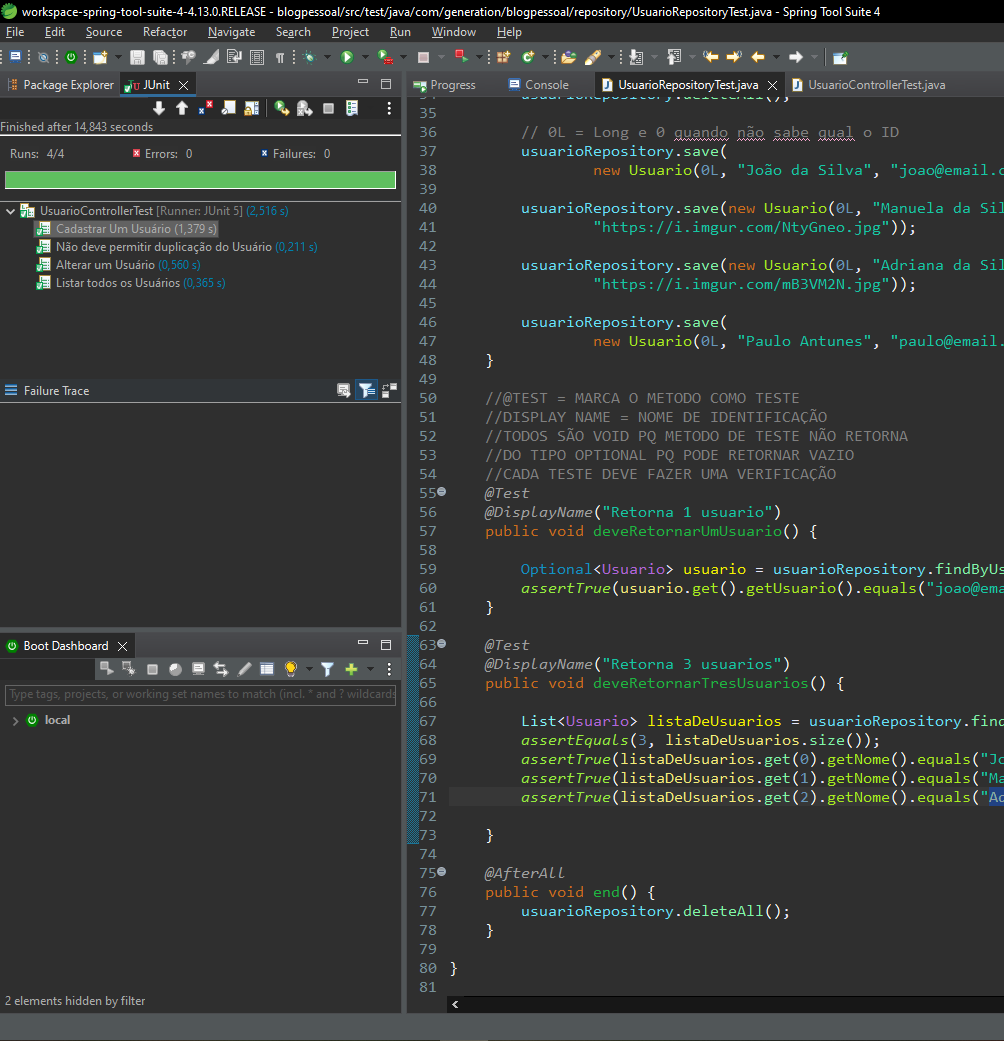 workspace-spring-tool-suite-4-4.13.0.RELEASE - blogpessoal/src/test/java/com/generation/blogpessoal/repository/UsuarioRepositoryTest.java - Spring Tool Suite 4
File Edit Source Refactor Navigate Search Project Run Window Help
Package Explorer JUnit
Finished after 14,843 seconds
Runs: 4/4 Errors: 0 Failures: 0
UsuarioControllerTest [Runner: JUnit 5] (2,516 s)
Cadastrar Um Usuário (1,379 s)
Não deve permitir duplicação do Usuário (0,211 s)
Alterar um Usuário (0,560 s)
Listar todos os Usuários (0,365 s)
Failure Trace
Boot Dashboard
Type tags, projects, or working set names to match (incl. * and ? wildcards
local
2 elements hidden by filter
Progress Console UsuarioRepositoryTest.java UsuarioControllerTest.java
34 usuarioRepository.deleteAll();
35
36 // 0L = Long e 0 quando não sabe qual o ID
37 usuarioRepository.save(
38 new Usuario(0L, "João da Silva", "joao@email.c
39
40 usuarioRepository.save(new Usuario(0L, "Manuela da Sil
41 "https://i.imgur.com/NtyGneo.jpg"));
42
43 usuarioRepository.save(new Usuario(0L, "Adriana da Sil
44 "https://i.imgur.com/mB3VM2N.jpg"));
45
46 usuarioRepository.save(
47 new Usuario(0L, "Paulo Antunes", "paulo@email.
48 }
49
50 //@TEST = MARCA O METODO COMO TESTE
51 //DISPLAY NAME = NOME DE IDENTIFICAÇÃO
52 //TODOS SÃO VOID PQ METODO DE TESTE NÃO RETORNA
53 //DO TIPO OPTIONAL PQ PODE RETORNAR VAZIO
54 //CADA TESTE DEVE FAZER UMA VERIFICAÇÃO
55 @Test
56 @DisplayName("Retorna 1 usuario")
57 public void deveRetornarUmUsuario() {
58
59 Optional<Usuario> usuario = usuarioRepository.findByUs
60 assertTrue(usuario.get().getUsuario().equals("joao@ema
61 }
62
63 @Test
64 @DisplayName("Retorna 3 usuarios")
65 public void deveRetornarTresUsuarios() {
66
67 List<Usuario> listaDeUsuarios = usuarioRepository.find
68 assertEquals(3, listaDeUsuarios.size());
69 assertTrue(listaDeUsuarios.get(0).getNome().equals("Jo
70 assertTrue(listaDeUsuarios.get(1).getNome().equals("Ma
71 assertTrue(listaDeUsuarios.get(2).getNome().equals("Ad
72
73 }
74
75 @AfterAll
76 public void end() {
77 usuarioRepository.deleteAll();
78 }
79
80 }
81